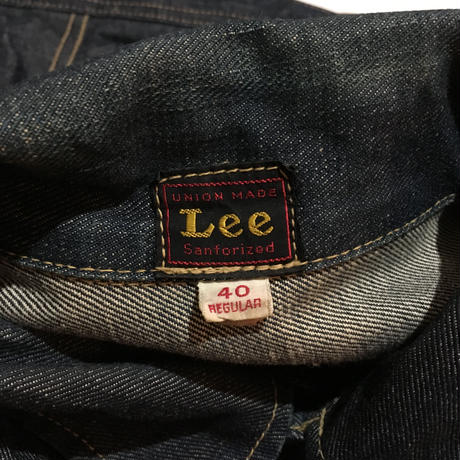 UNION MADE
Lee
Sanforized
40
REGULAR